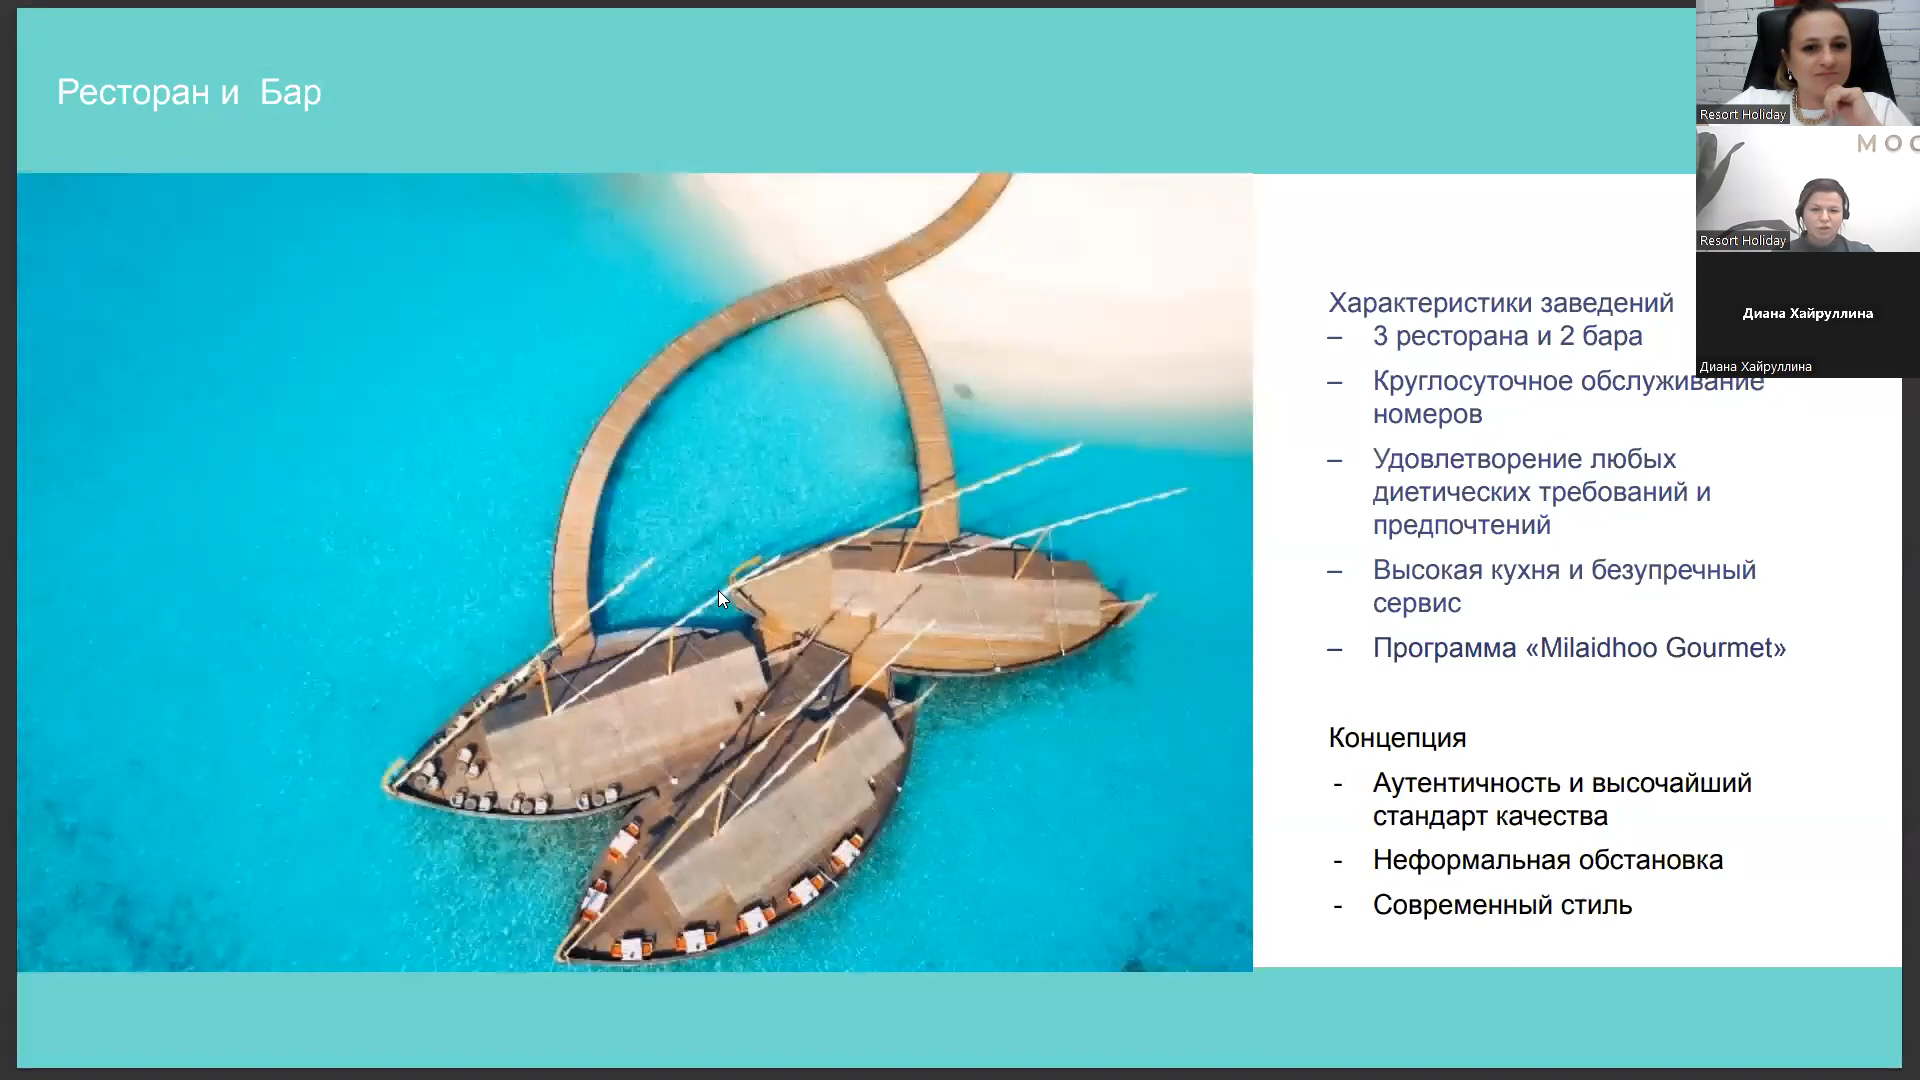 Ресторан и  Бар
Resort Holiday
МОС
Resort Holiday
Диана Хайруллина
Диана Хайруллина
Характеристики заведений
– 3 ресторана и 2 бара
– Круглосуточное обслуживание
номеров
– Удовлетворение любых
диетических требований и
предпочтений
– Высокая кухня и безупречный
сервис
– Программа «Milaidhoo Gourmet»
Концепция
- Аутентичность и высочайший
стандарт качества
- Неформальная обстановка
- Современный стиль